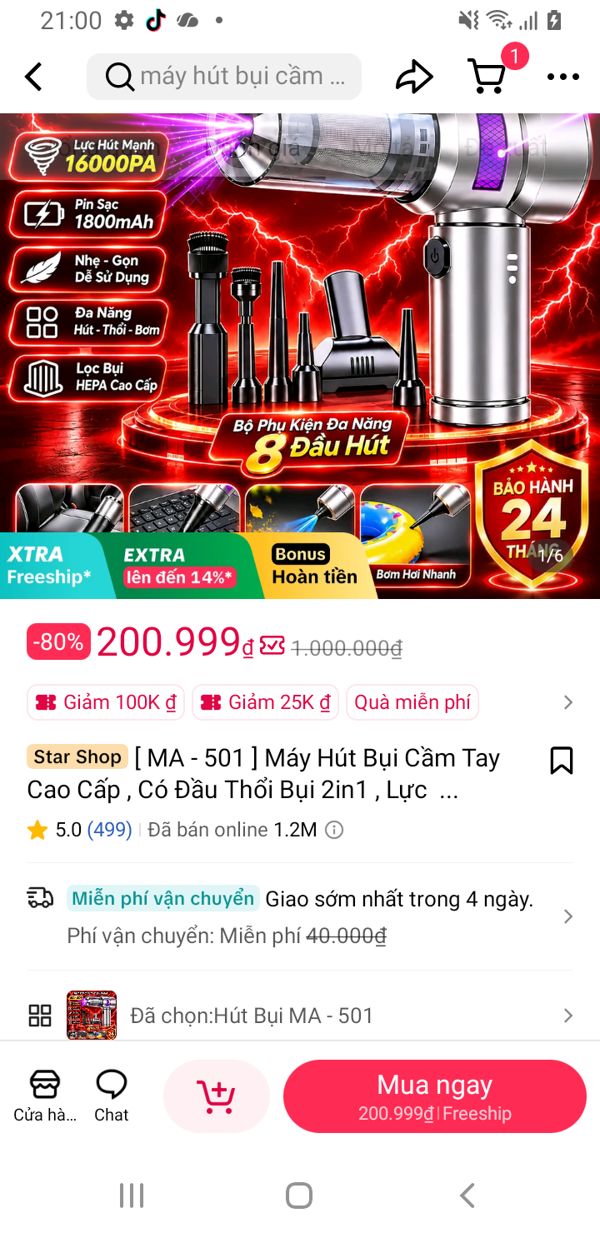 21:00
máy hút bụi cầm ...
1
Lực Hút Mạnh
16000PA
Pin Sạc
1800mAh
Nhẹ - Gọn
Dễ Sử Dụng
Đa Năng
Hút - Thổi - Bơm
Lọc Bụi
HEPA Cao Cấp
Bộ Phụ Kiện Đa Năng
8 Đầu Hút
BẢO HÀNH
24
THÁNG
1/6
XTRA
Freeship*
EXTRA
lên đến 14%*
Bonus
Hoàn tiền
Bơm Hơi Nhanh
-80% 200.999₫ 1.000.000₫
Giảm 100K ₫ Giảm 25K ₫ Quà miễn phí
Star Shop [ MA - 501 ] Máy Hút Bụi Cầm Tay
Cao Cấp , Có Đầu Thổi Bụi 2in1 , Lực ...
5.0 (499) Đã bán online 1.2M
Miễn phí vận chuyển Giao sớm nhất trong 4 ngày.
Phí vận chuyển: Miễn phí 40.000₫
Đã chọn:Hút Bụi MA - 501
Cửa hà... Chat
Mua ngay
200.999₫ | Freeship